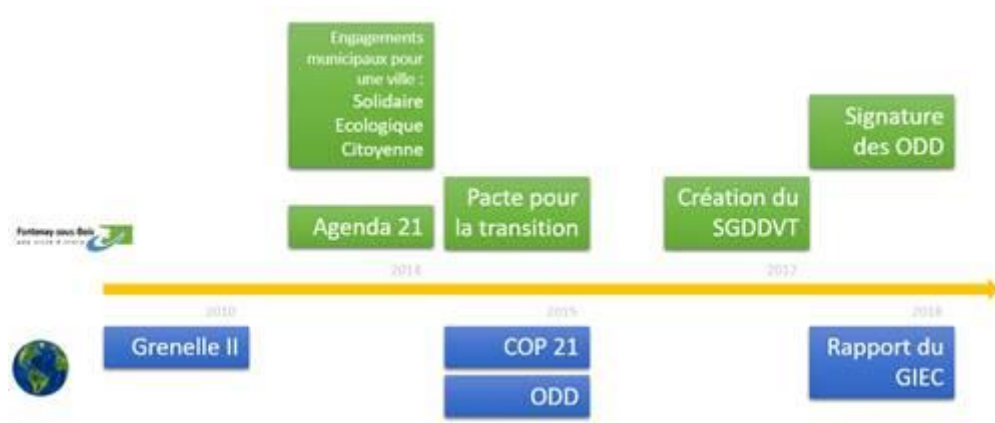 Engagements
municipaux pour
une ville :
Solidaire
Ecologique
Citoyenne
Signature
des ODD
Agenda 21
Pacte pour
la transition
Création du
SGDDVT
Fontenay-sous-Bois
2014
2017
2010
2015
2018
Grenelle II
COP 21
Rapport du
GIEC
ODD